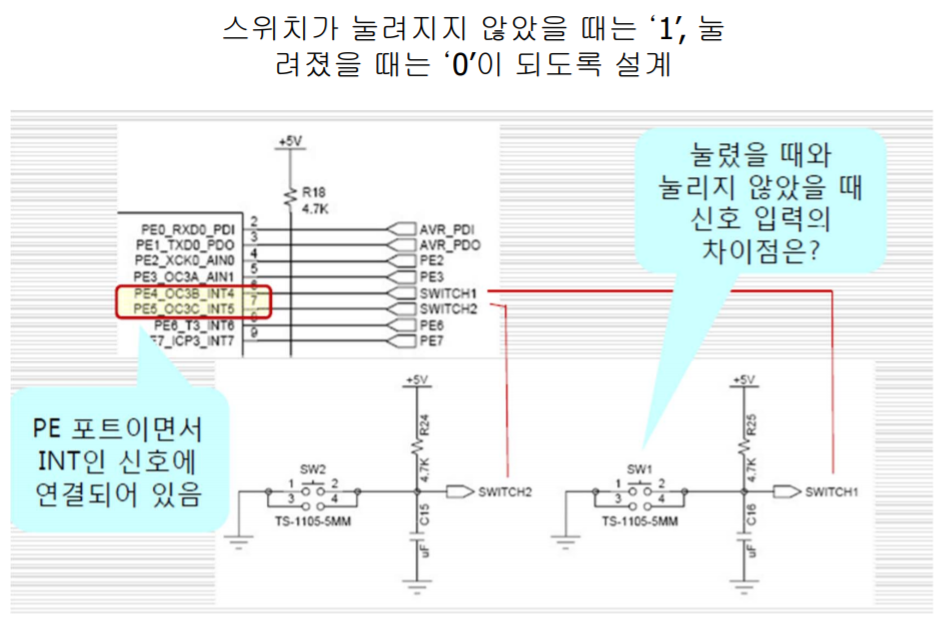 스위치가 눌려지지 않았을 때는 ‘1’, 눌
려졌을 때는 ‘0’이 되도록 설계
+5V
R18
4.7K
눌렸을 때와
눌리지 않았을 때
신호 입력의
차이점은?
PE0_RXD0_PDI 2 AVR_PDI
PE1_TXD0_PDO 3 AVR_PDO
PE2_XCK0_AIN0 4 PE2
PE3_OC3A_AIN1 5 PE3
PE4_OC3B_INT4 SWITCH1
PE5_OC3C_INT5 7 SWITCH2
PE6_T3_INT6 PE6
E7_ICP3_INT7 9 PE7
PE 포트이면서
INT인 신호에
연결되어 있음
+5V
R24
4.7K
SW2
1 2
3 4
TS-1105-5MM
SWITCH2
C15
uF
+5V
R25
4.7K
SW1
1 2
3 4
TS-1105-5MM
SWITCH1
C16
uF